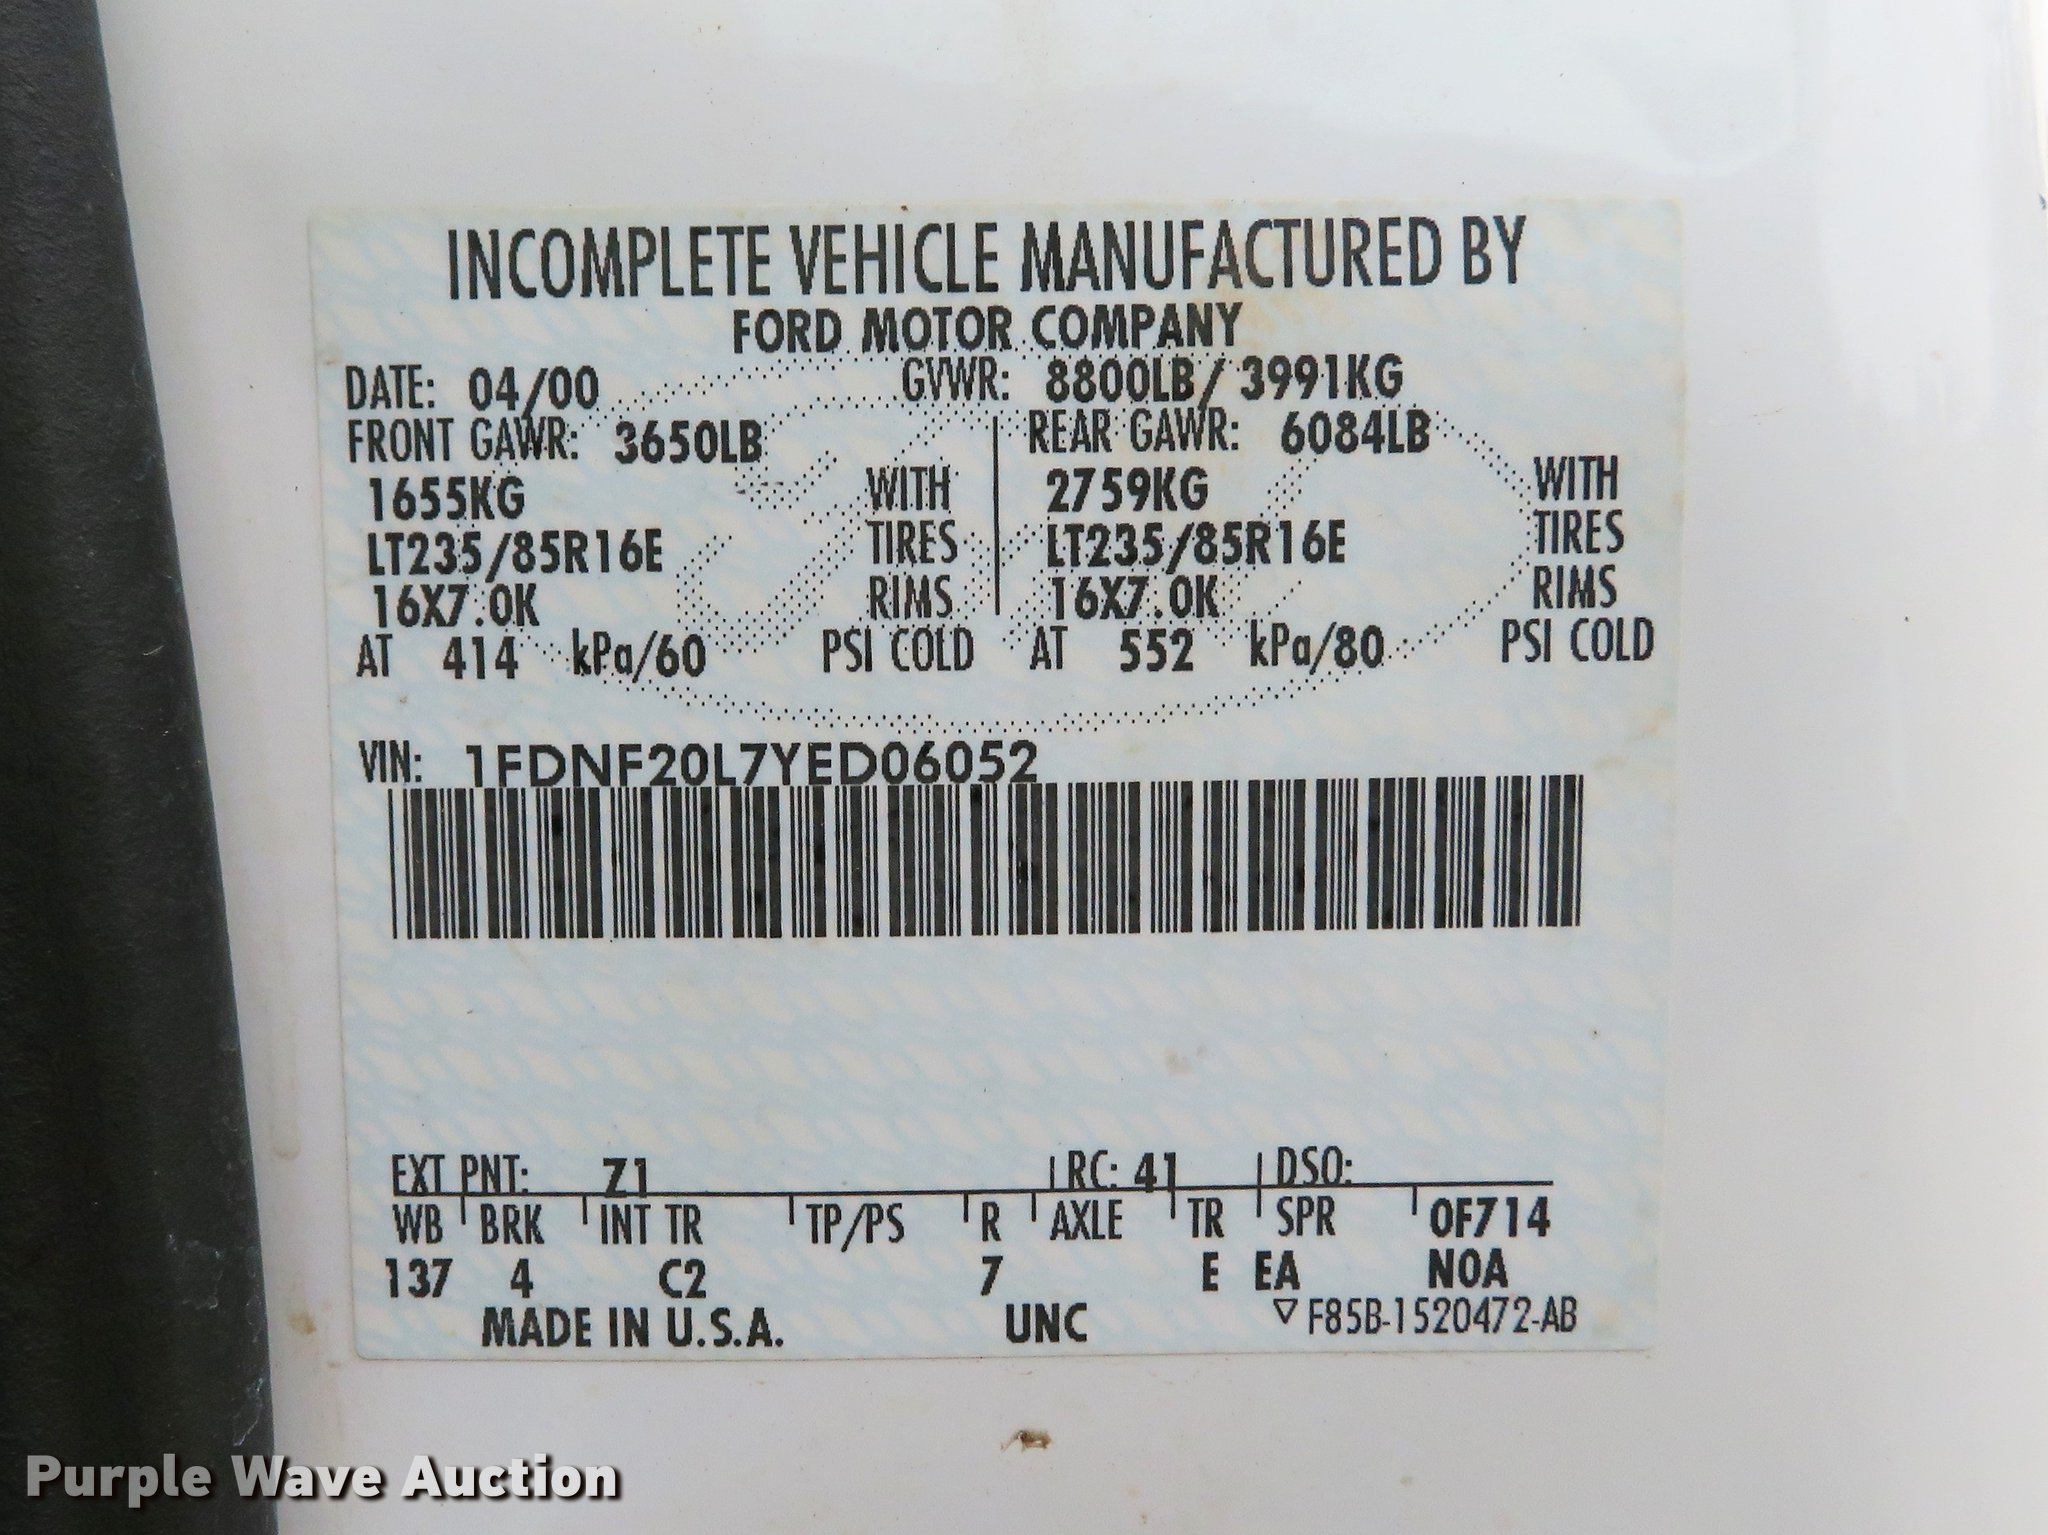 INCOMPLETE VEHICLE MANUFACTURED BY
FORD MOTOR COMPANY
DATE: 04/00 GVWR: 8800LB/ 3991KG
FRONT GAWR: 3650LB REAR GAWR: 6084LB
1655KG WITH 2759KG WITH
LT235/85R16E TIRES LT235/85R16E TIRES
16X7.0K RIMS 16X7.0K RIMS
AT 414 kPa/60 PSI COLD AT 552 kPa/80 PSI COLD
VIN: 1FDNF20L7YED06052
EXT PNT: Z1 RC: 41 DSO:
WB BRK INT TR TP/PS R AXLE TR SPR 0F714
137 4 C2 7 E EA NOA
MADE IN U.S.A. UNC ▽F85B-1520472-AB
Purple Wave Auction